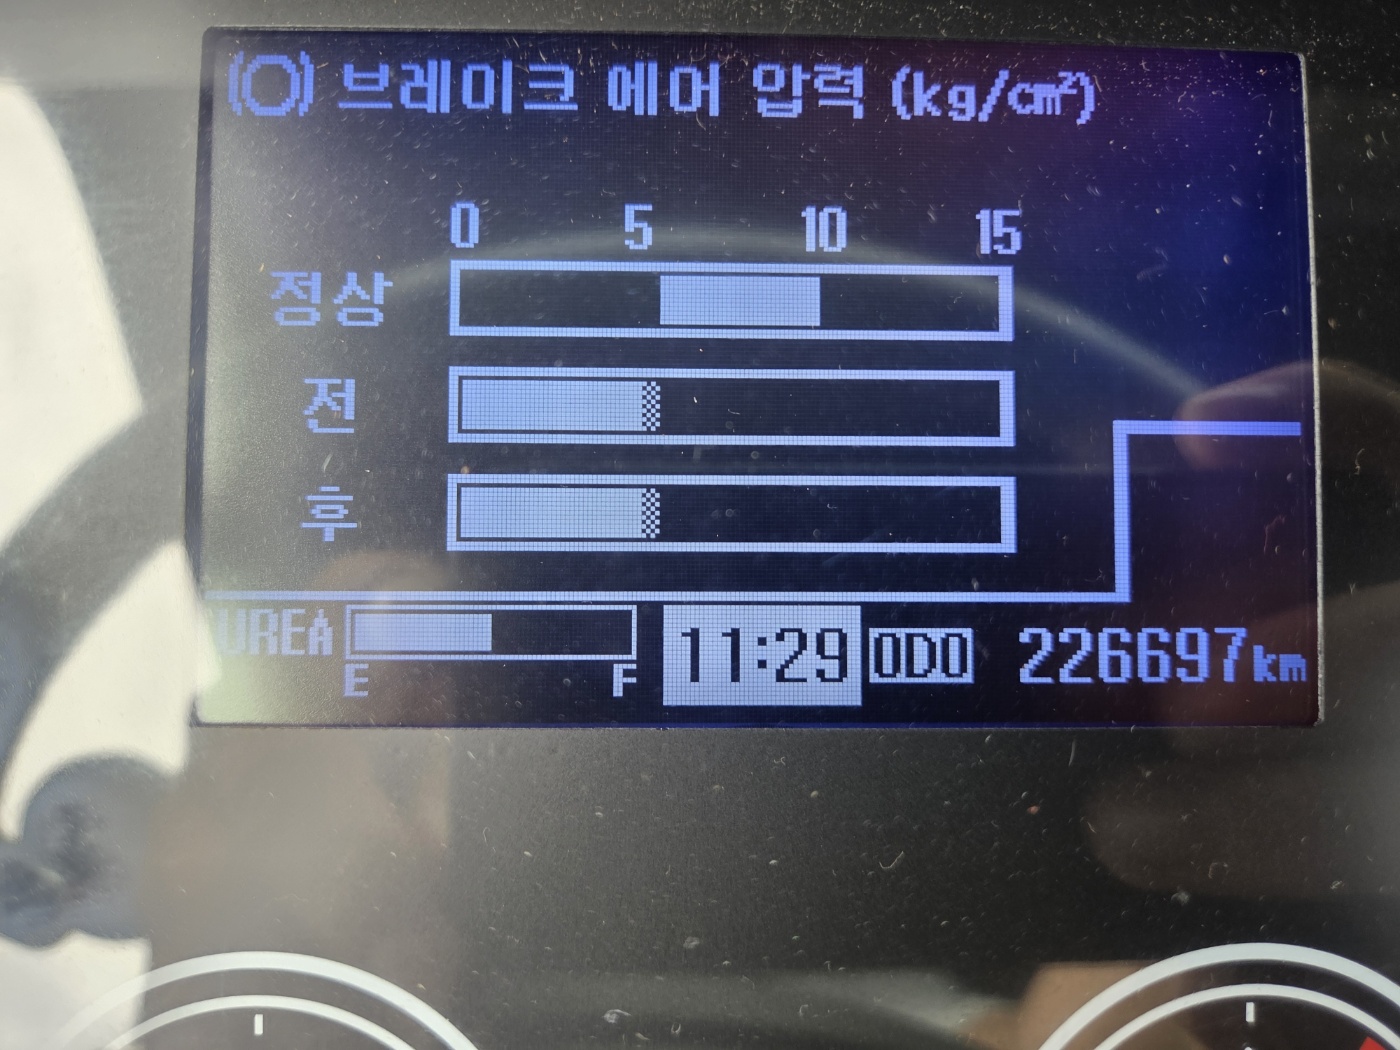 브레이크 에어 압력 (kg/cm²)
0 5 10 15
정상
전
후
UREA E F 11:29 ODO 226697km